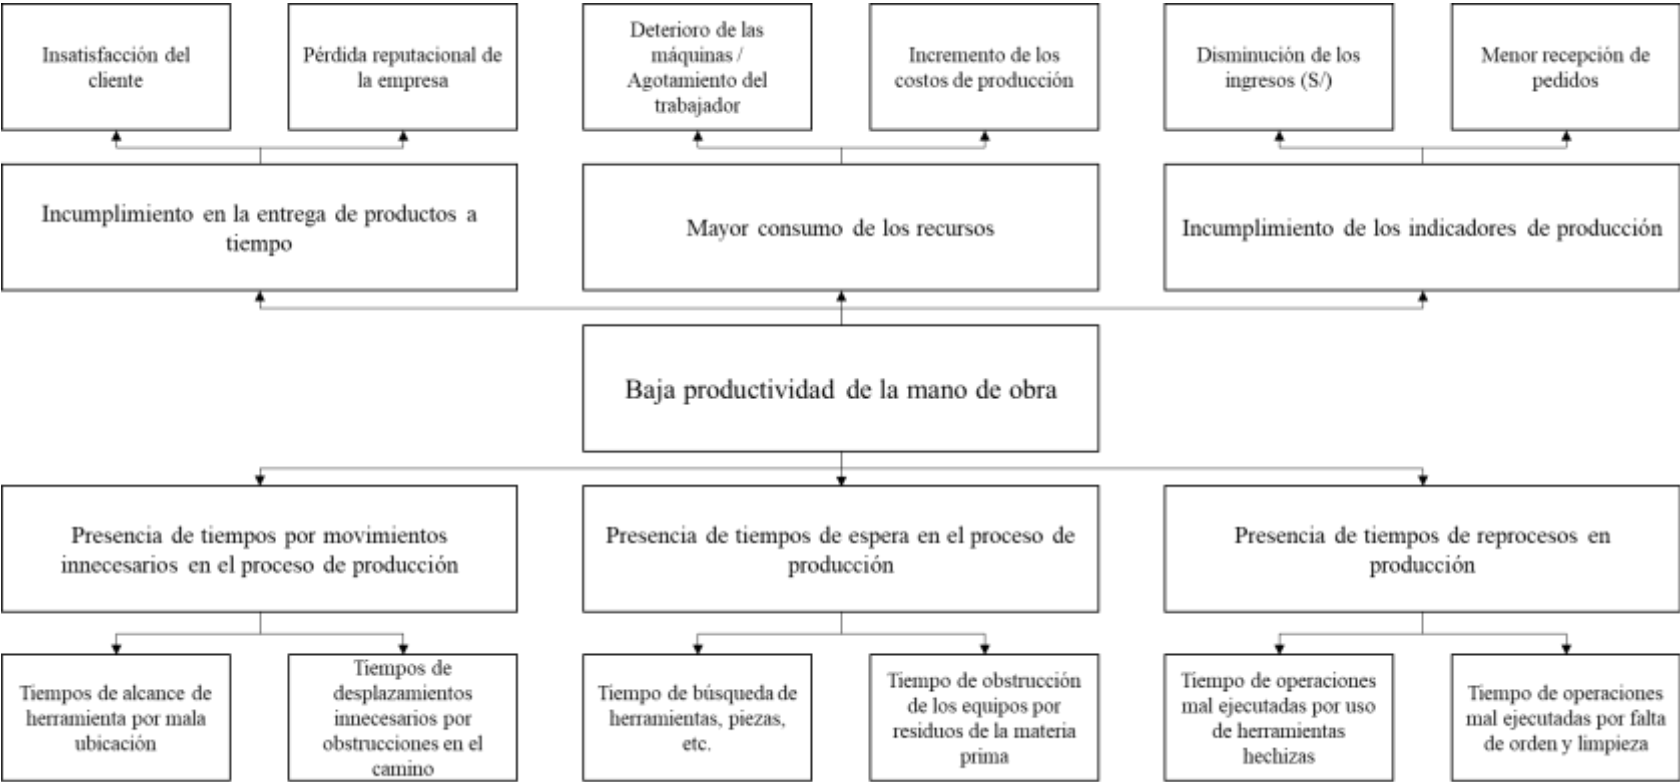 Insatisfacción del
cliente
Pérdida reputacional de
la empresa
Deterioro de las
máquinas /
Agotamiento del
trabajador
Incremento de los
costos de producción
Disminución de los
ingresos (S/)
Menor recepción de
pedidos
Incumplimiento en la entrega de productos a
tiempo
Mayor consumo de los recursos
Incumplimiento de los indicadores de producción
Baja productividad de la mano de obra
Presencia de tiempos por movimientos
innecesarios en el proceso de producción
Presencia de tiempos de espera en el proceso de
producción
Presencia de tiempos de reprocesos en
producción
Tiempos de alcance de
herramienta por mala
ubicación
Tiempos de
desplazamientos
innecesarios por
obstrucciones en el
camino
Tiempo de búsqueda de
herramientas, piezas,
etc.
Tiempo de obstrucción
de los equipos por
residuos de la materia
prima
Tiempo de operaciones
mal ejecutadas por uso
de herramientas
hechizas
Tiempo de operaciones
mal ejecutadas por falta
de orden y limpieza